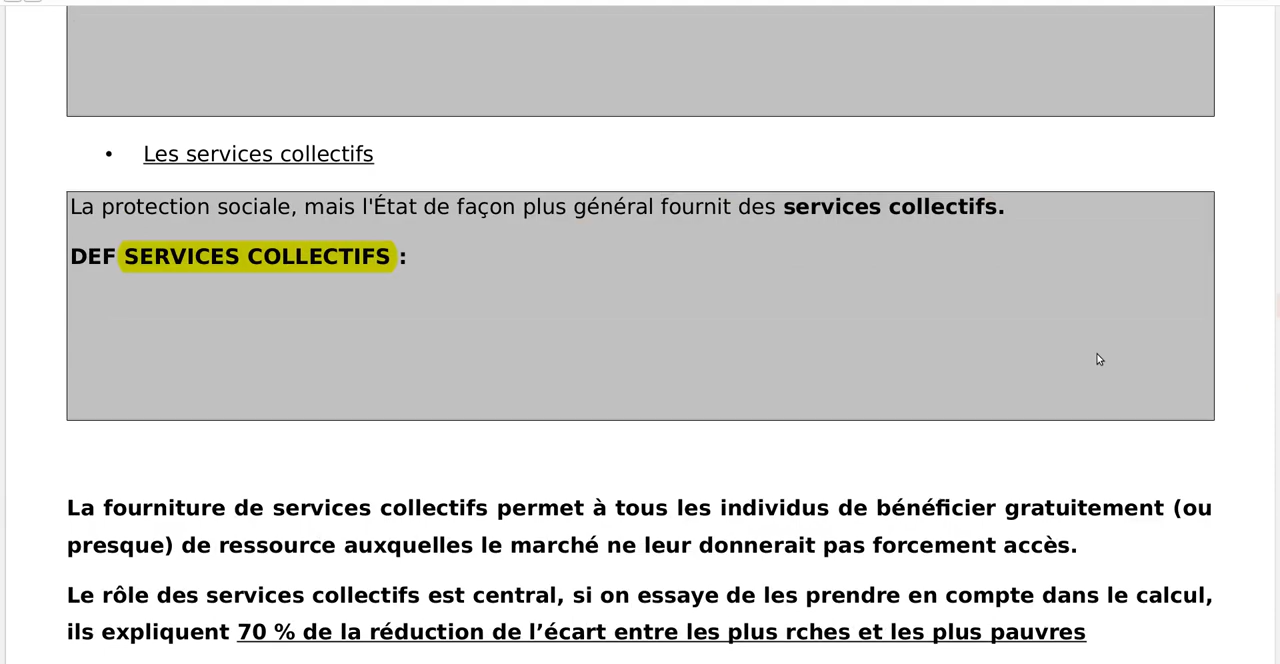 • Les services collectifs
La protection sociale, mais l'État de façon plus général fournit des services collectifs.
DEF SERVICES COLLECTIFS :
La fourniture de services collectifs permet à tous les individus de bénéficier gratuitement (ou
presque) de ressource auxquelles le marché ne leur donnerait pas forcement accès.
Le rôle des services collectifs est central, si on essaye de les prendre en compte dans le calcul,
ils expliquent 70 % de la réduction de l’écart entre les plus rches et les plus pauvres